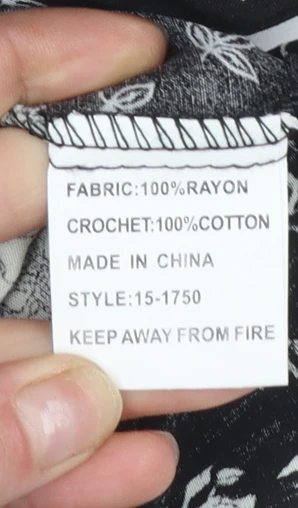 FABRIC:100%RAYON
CROCHET:100%COTTON
MADE IN CHINA
STYLE:15-1750
KEEP AWAY FROM FIRE